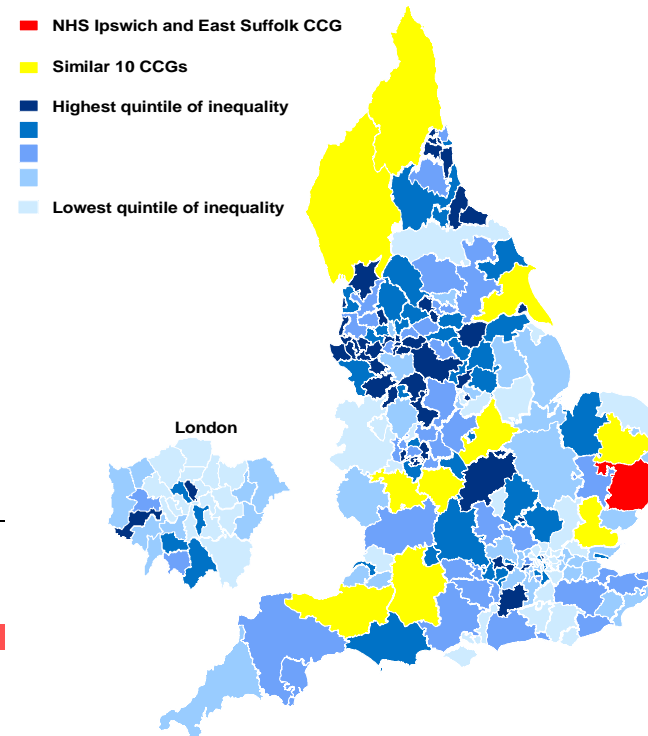 NHS Ipswich and East Suffolk CCG
Similar 10 CCGs
Highest quintile of inequality
Lowest quintile of inequality
London